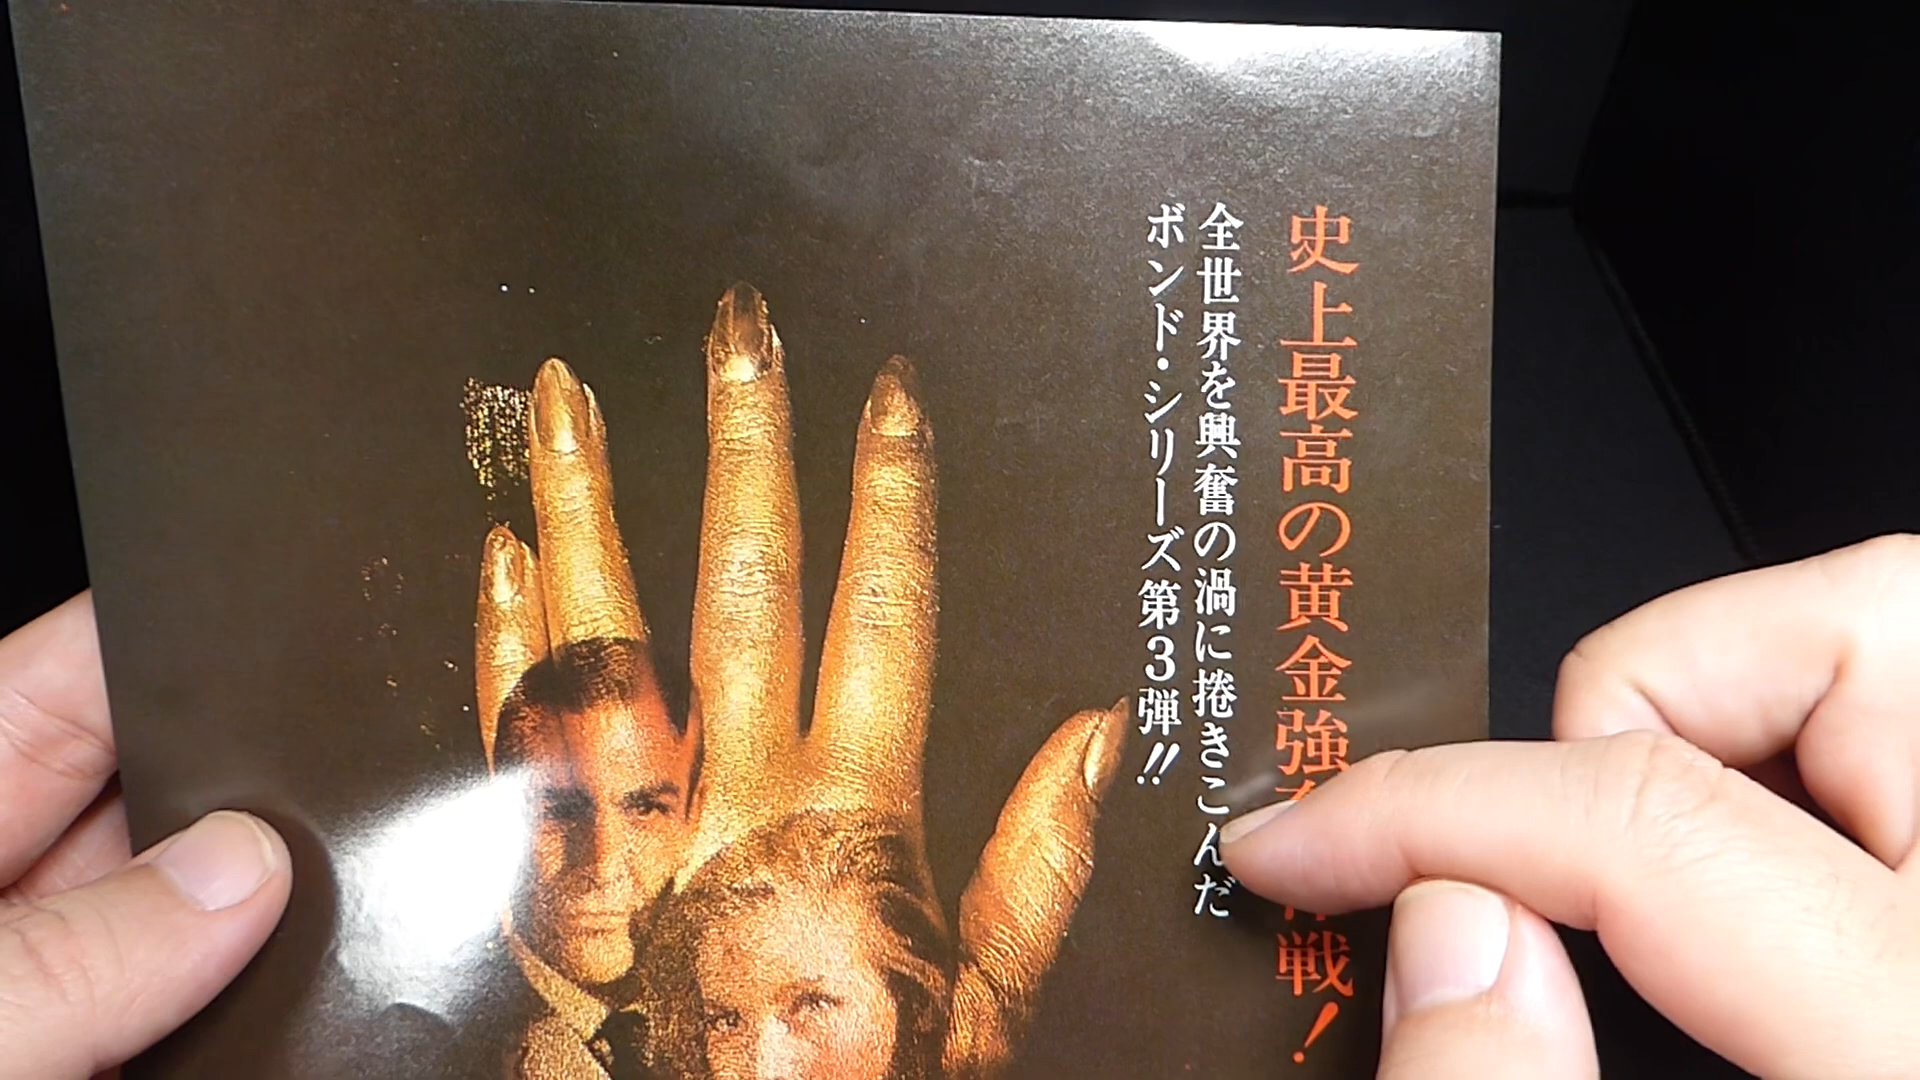 史上最高の黄金強 作戦!
全世界を興奮の渦に捲きこんだ
ボンド・シリーズ第3弾!!